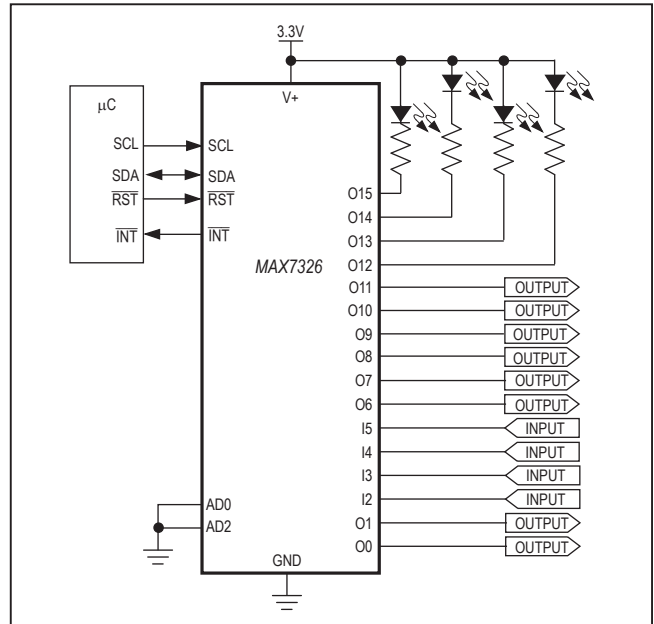 3.3V
V+
μC
SCL
SDA
RST
INT
SCL
SDA
RST
INT
MAX7326
AD0
AD2
GND
O15
O14
O13
O12
O11 OUTPUT
O10 OUTPUT
O9 OUTPUT
O8 OUTPUT
O7 OUTPUT
O6 OUTPUT
I5 INPUT
I4 INPUT
I3 INPUT
I2 INPUT
O1 OUTPUT
O0 OUTPUT